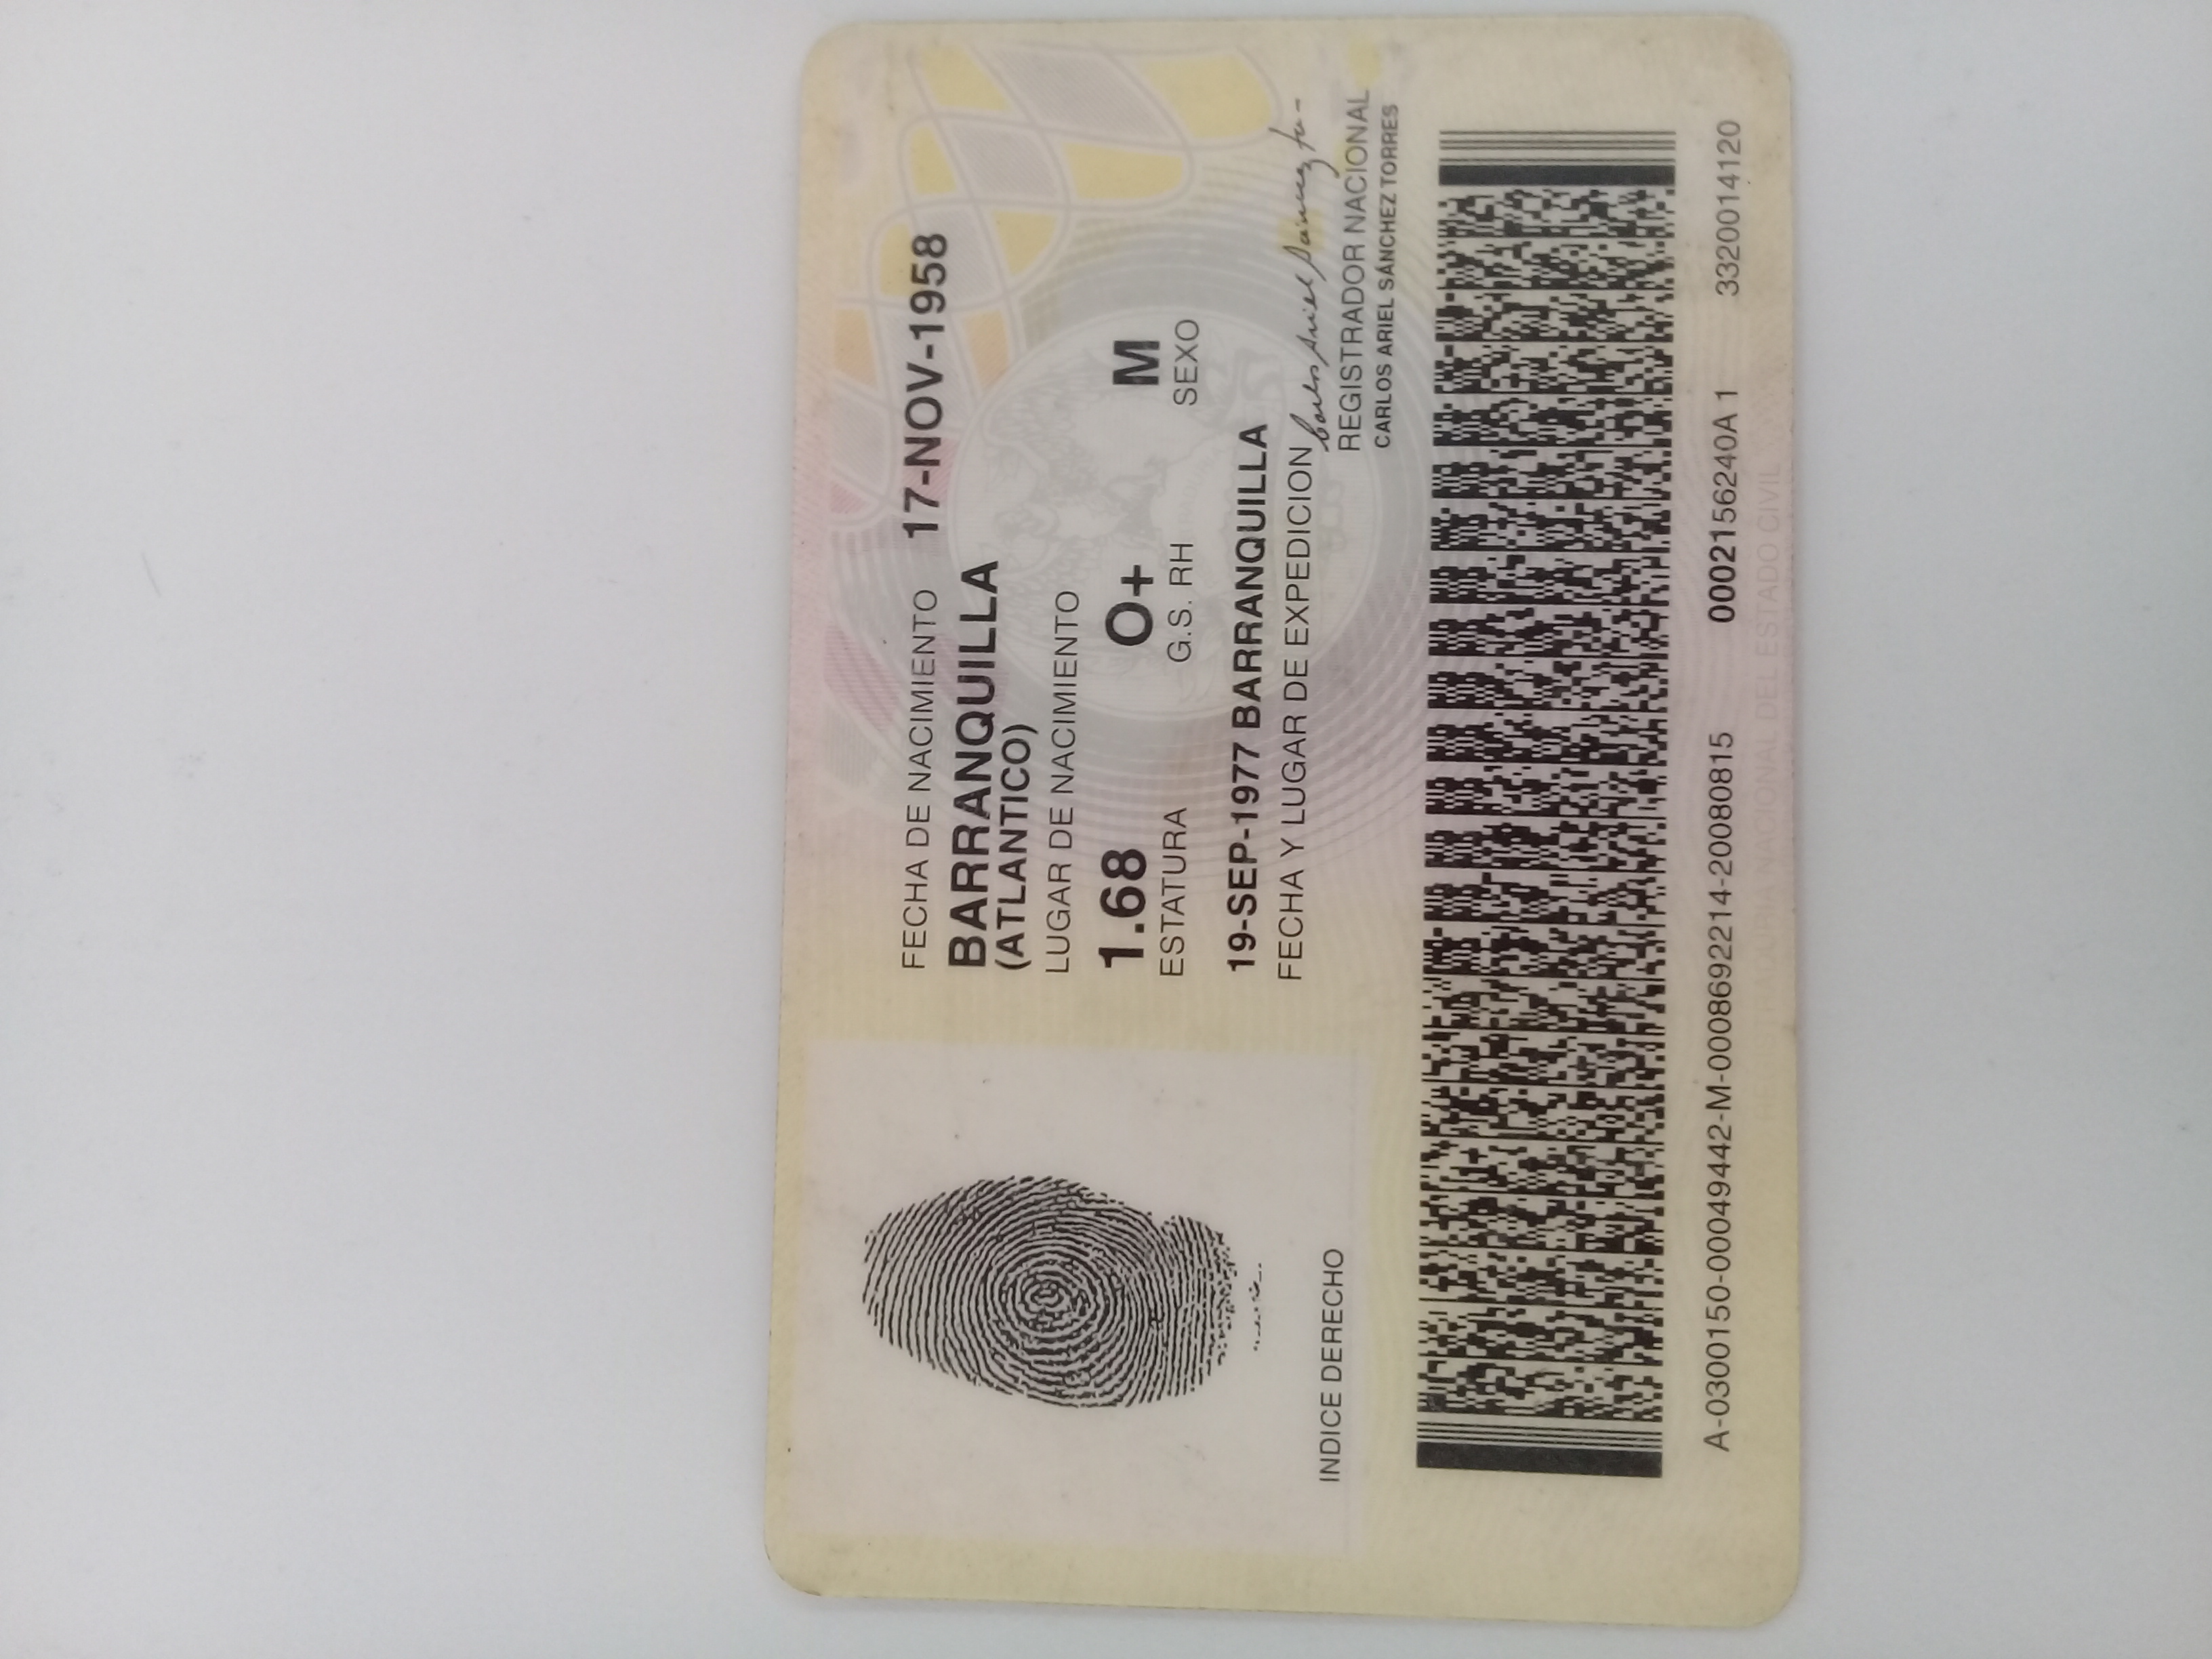 FECHA DE NACIMIENTO 17-NOV-1958
BARRANQUILLA
(ATLANTICO)
LUGAR DE NACIMIENTO
1.68 O+ M
ESTATURA G.S. RH SEXO
19-SEP-1977 BARRANQUILLA
FECHA Y LUGAR DE EXPEDICION
Carlos Ariel Sánchez
INDICE DERECHO
REGISTRADOR NACIONAL
CARLOS ARIEL SÁNCHEZ TORRES
A-0300150-00049442-M-0008692214-20080815 0002156240A 1 3320014120
REGISTRADURIA NACIONAL DEL ESTADO CIVIL